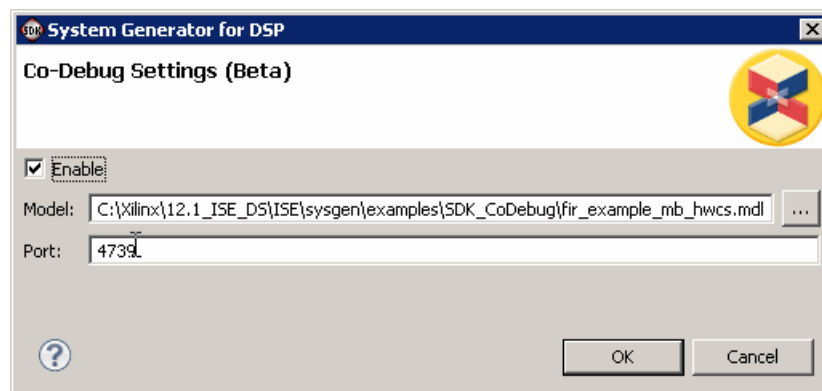 SDK System Generator for DSP
Co-Debug Settings (Beta)
Enable
Model: C:\Xilinx\12.1_ISE_DS\ISE\sysgen\examples\SDK_CoDebug\fir_example_mb_hwcs.mdl ...
Port: 4739
?
OK Cancel